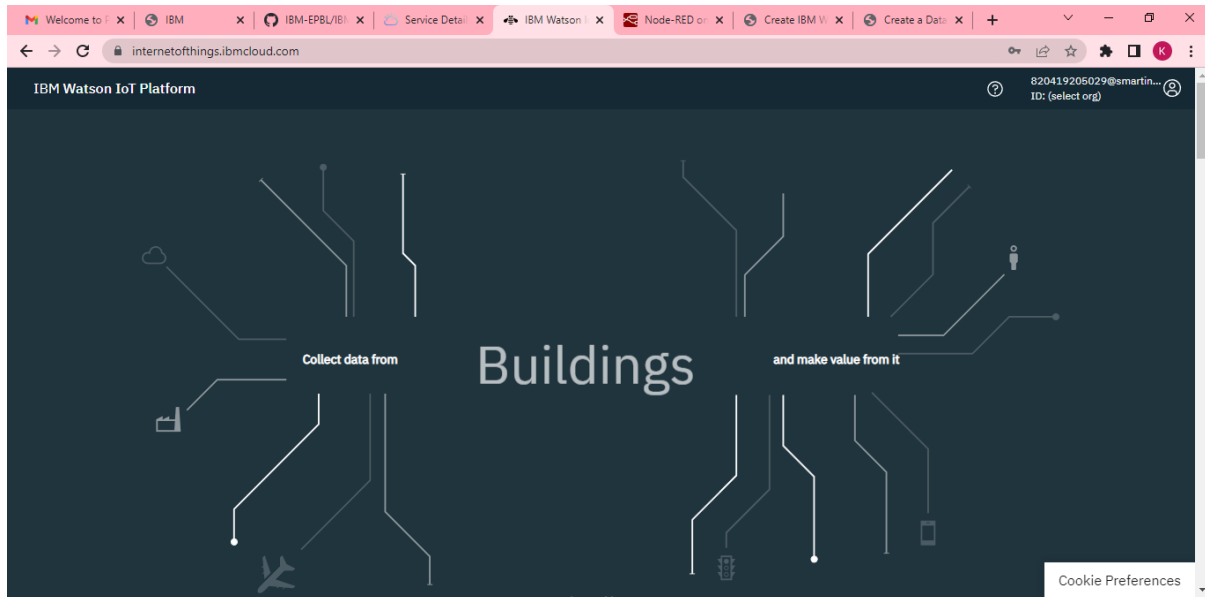 Welcome to F
IBM
IBM-EPBL/IBM
Service Detail
IBM Watson I
Node-RED on
Create IBM W
Create a Data
internetofthings.ibmcloud.com
K
IBM Watson IoT Platform
820419205029@smartin...
ID: (select org)
Collect data from
Buildings
and make value from it
Cookie Preferences